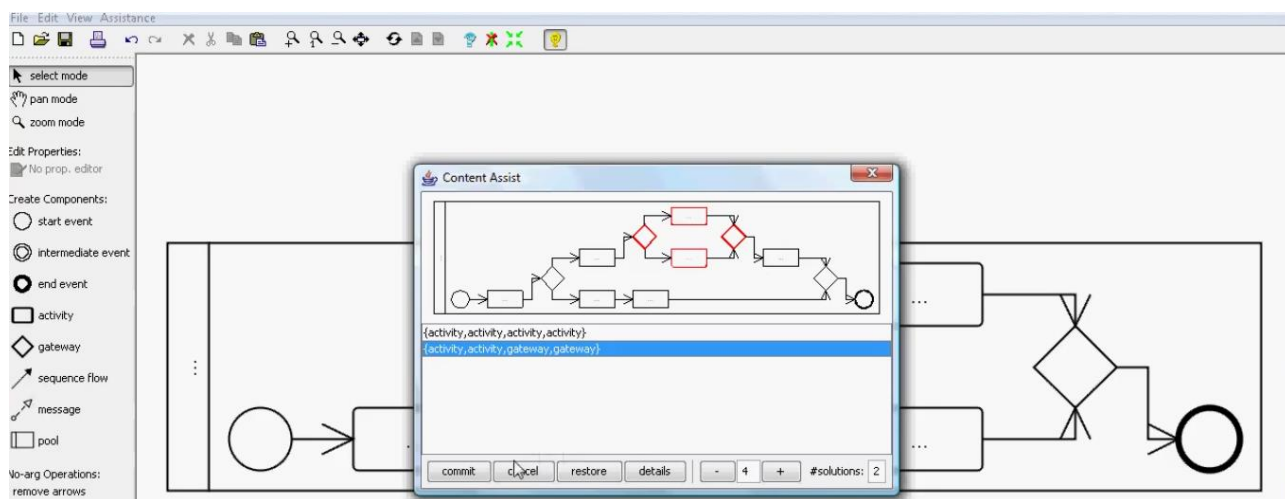 File Edit View Assistance
select mode
pan mode
zoom mode
Edit Properties:
No prop. editor
Create Components:
start event
intermediate event
end event
activity
gateway
sequence flow
message
pool
No-arg Operations:
remove arrows
Content Assist
{activity,activity,activity,activity}
{activity,activity,gateway,gateway}
commit cancel restore details - 4 + #solutions: 2
...
...